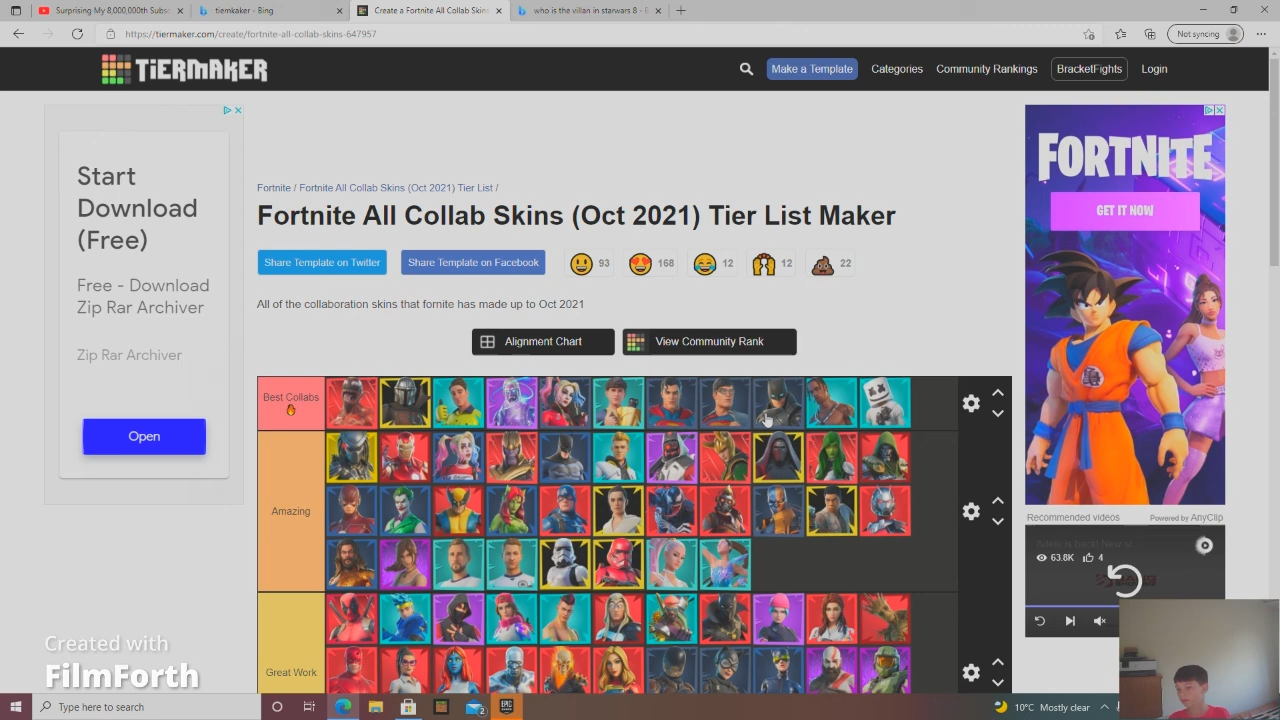 Surprising My 8,000,000th Subsc
tiemkaker - Bing
Create a Fortnite All Collab Skins
who is the villan in starwars 8 - B
https://tiermaker.com/create/fortnite-all-collab-skins-647957
Not syncing
TiERMAKER
Make a Template
Categories
Community Rankings
BracketFights
Login
Start
Download
(Free)
Free - Download
Zip Rar Archiver
Zip Rar Archiver
Open
Fortnite / Fortnite All Collab Skins (Oct 2021) Tier List /
Fortnite All Collab Skins (Oct 2021) Tier List Maker
Share Template on Twitter
Share Template on Facebook
93
168
12
12
22
All of the collaboration skins that fornite has made up to Oct 2021
Alignment Chart
View Community Rank
Best Collabs
Amazing
Great Work
FORTNITE
GET IT NOW
Recommended videos
Powered by AnyClip
63.8K
4
Created with
FilmForth
Type here to search
2
EPIC
10°C Mostly clear